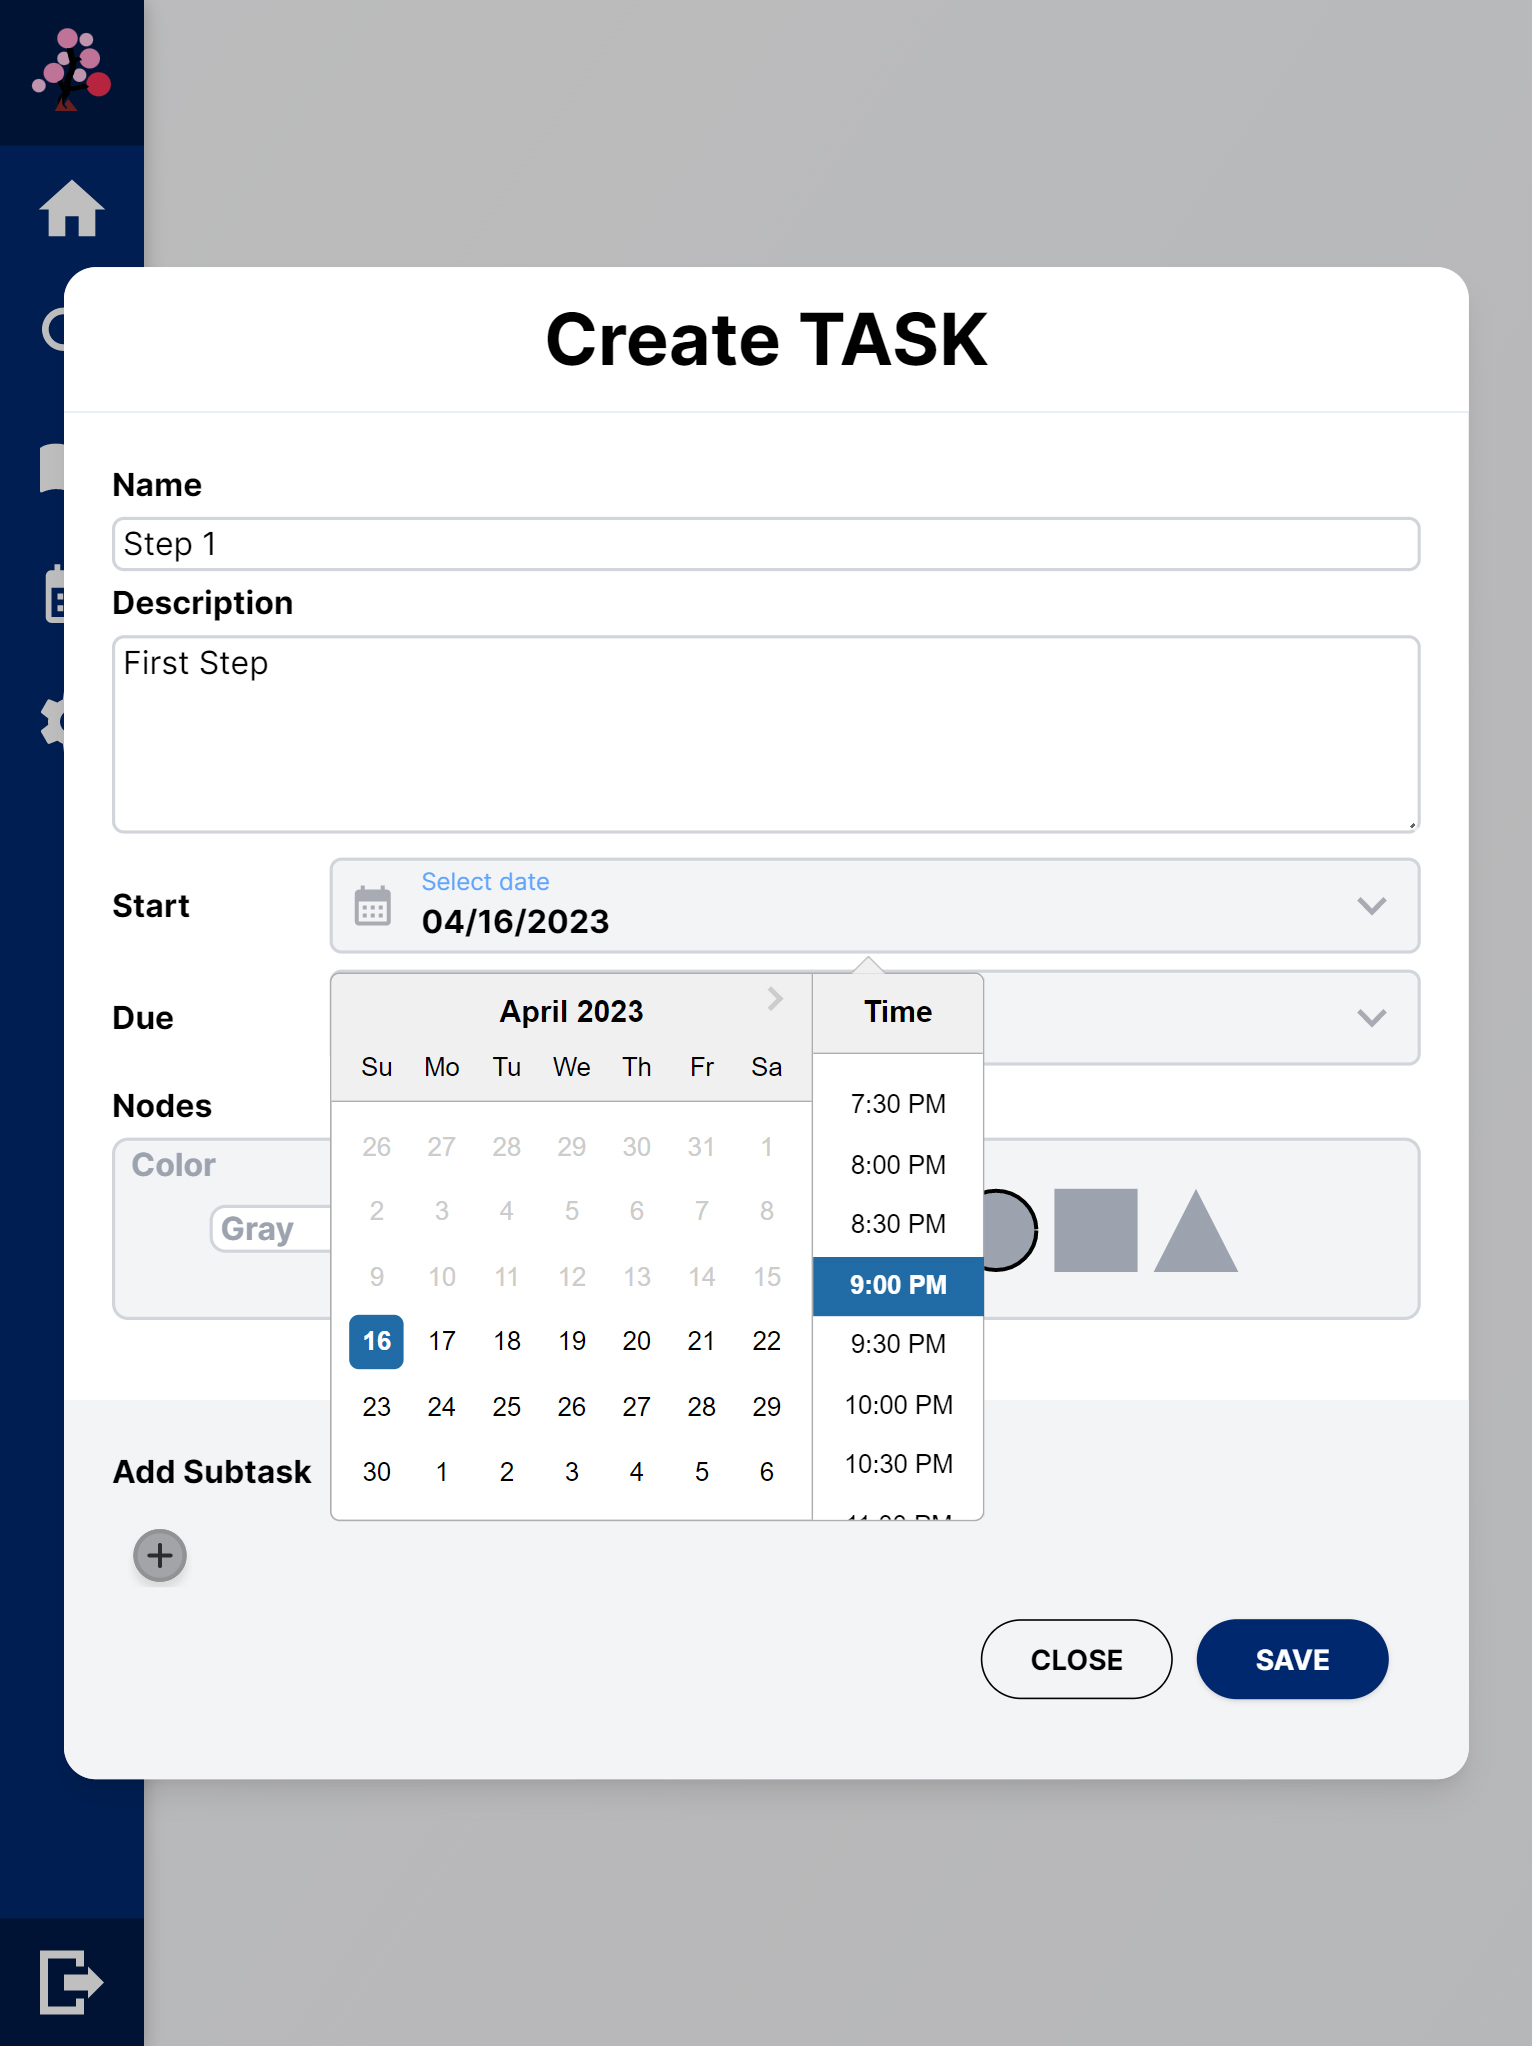 Create TASK
Name
Step 1
Description
First Step
Start
Select date
04/16/2023
Due
April 2023
Su Mo Tu We Th Fr Sa
26 27 28 29 30 31 1
2 3 4 5 6 7 8
9 10 11 12 13 14 15
16 17 18 19 20 21 22
23 24 25 26 27 28 29
30 1 2 3 4 5 6
Time
7:30 PM
8:00 PM
8:30 PM
9:00 PM
9:30 PM
10:00 PM
10:30 PM
11:00 PM
Nodes
Color
Gray
Add Subtask
CLOSE
SAVE